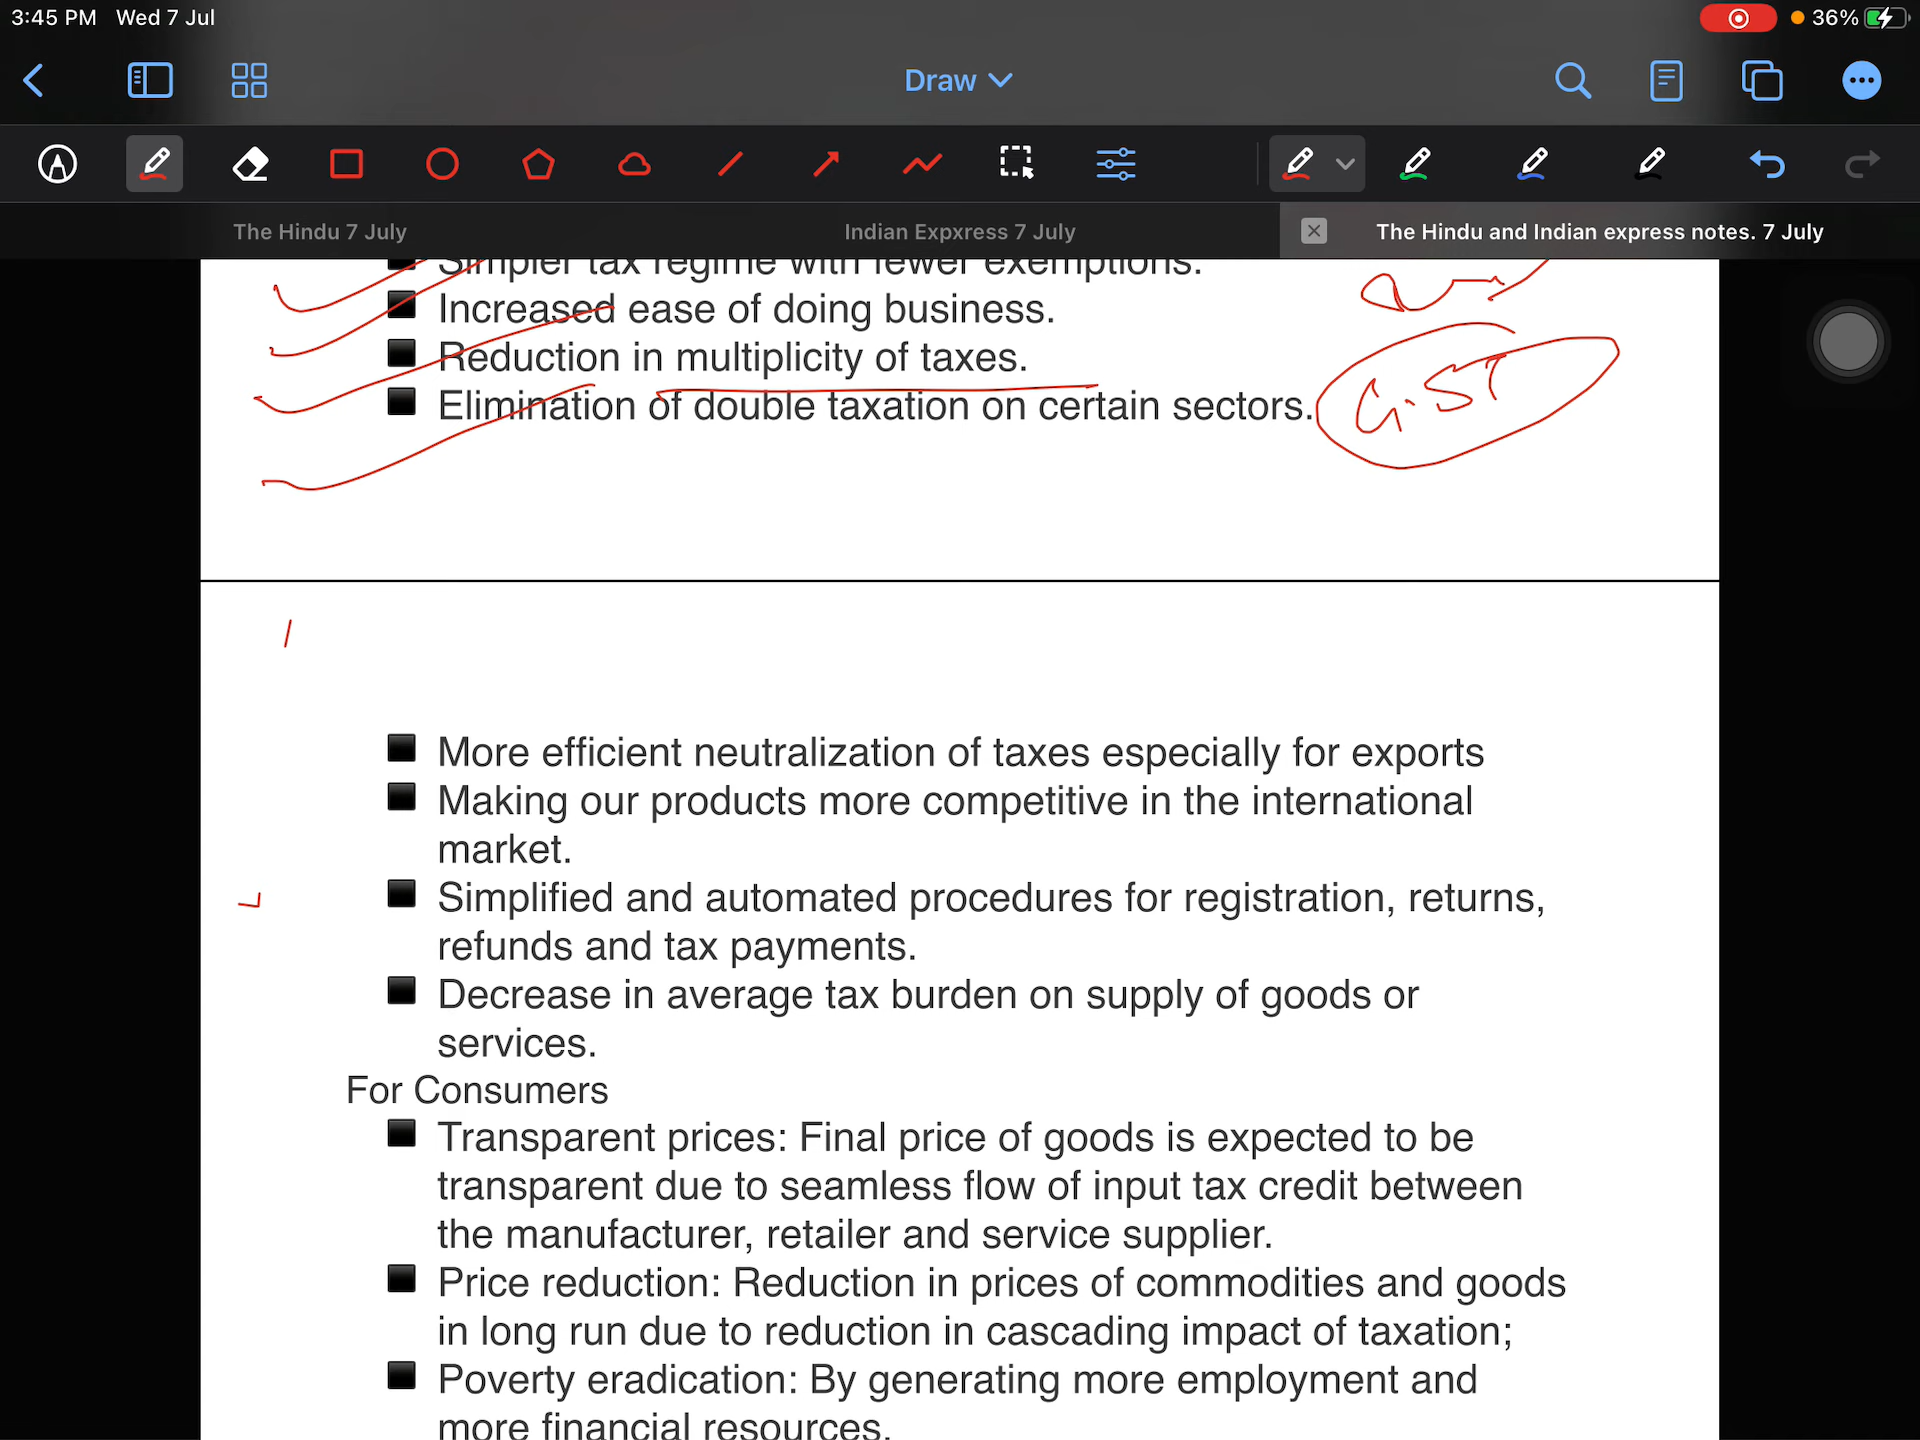 3:45 PM Wed 7 Jul
36%
Draw
The Hindu 7 July
Indian Expxress 7 July
The Hindu and Indian express notes. 7 July
Simpler tax regime with fewer exemptions.
Increased ease of doing business.
Reduction in multiplicity of taxes.
Elimination of double taxation on certain sectors.
G.ST
More efficient neutralization of taxes especially for exports
Making our products more competitive in the international
market.
Simplified and automated procedures for registration, returns,
refunds and tax payments.
Decrease in average tax burden on supply of goods or
services.
For Consumers
Transparent prices: Final price of goods is expected to be
transparent due to seamless flow of input tax credit between
the manufacturer, retailer and service supplier.
Price reduction: Reduction in prices of commodities and goods
in long run due to reduction in cascading impact of taxation;
Poverty eradication: By generating more employment and
more financial resources.